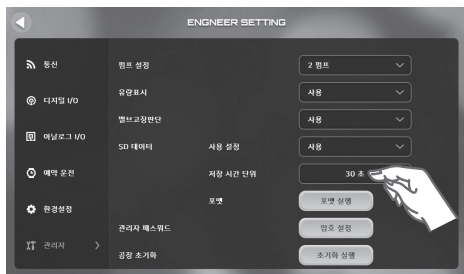 ENGNEER SETTING
통신
디지털 I/O
아날로그 I/O
예약 운전
환경설정
관리자
펌프 설정 2 펌프
유량표시 사용
밸브고장판단 사용
SD 데이터 사용 설정 사용
저장 시간 단위 30 초
포맷 포맷 실행
관리자 패스워드 암호 설정
공장 초기화 초기화 실행